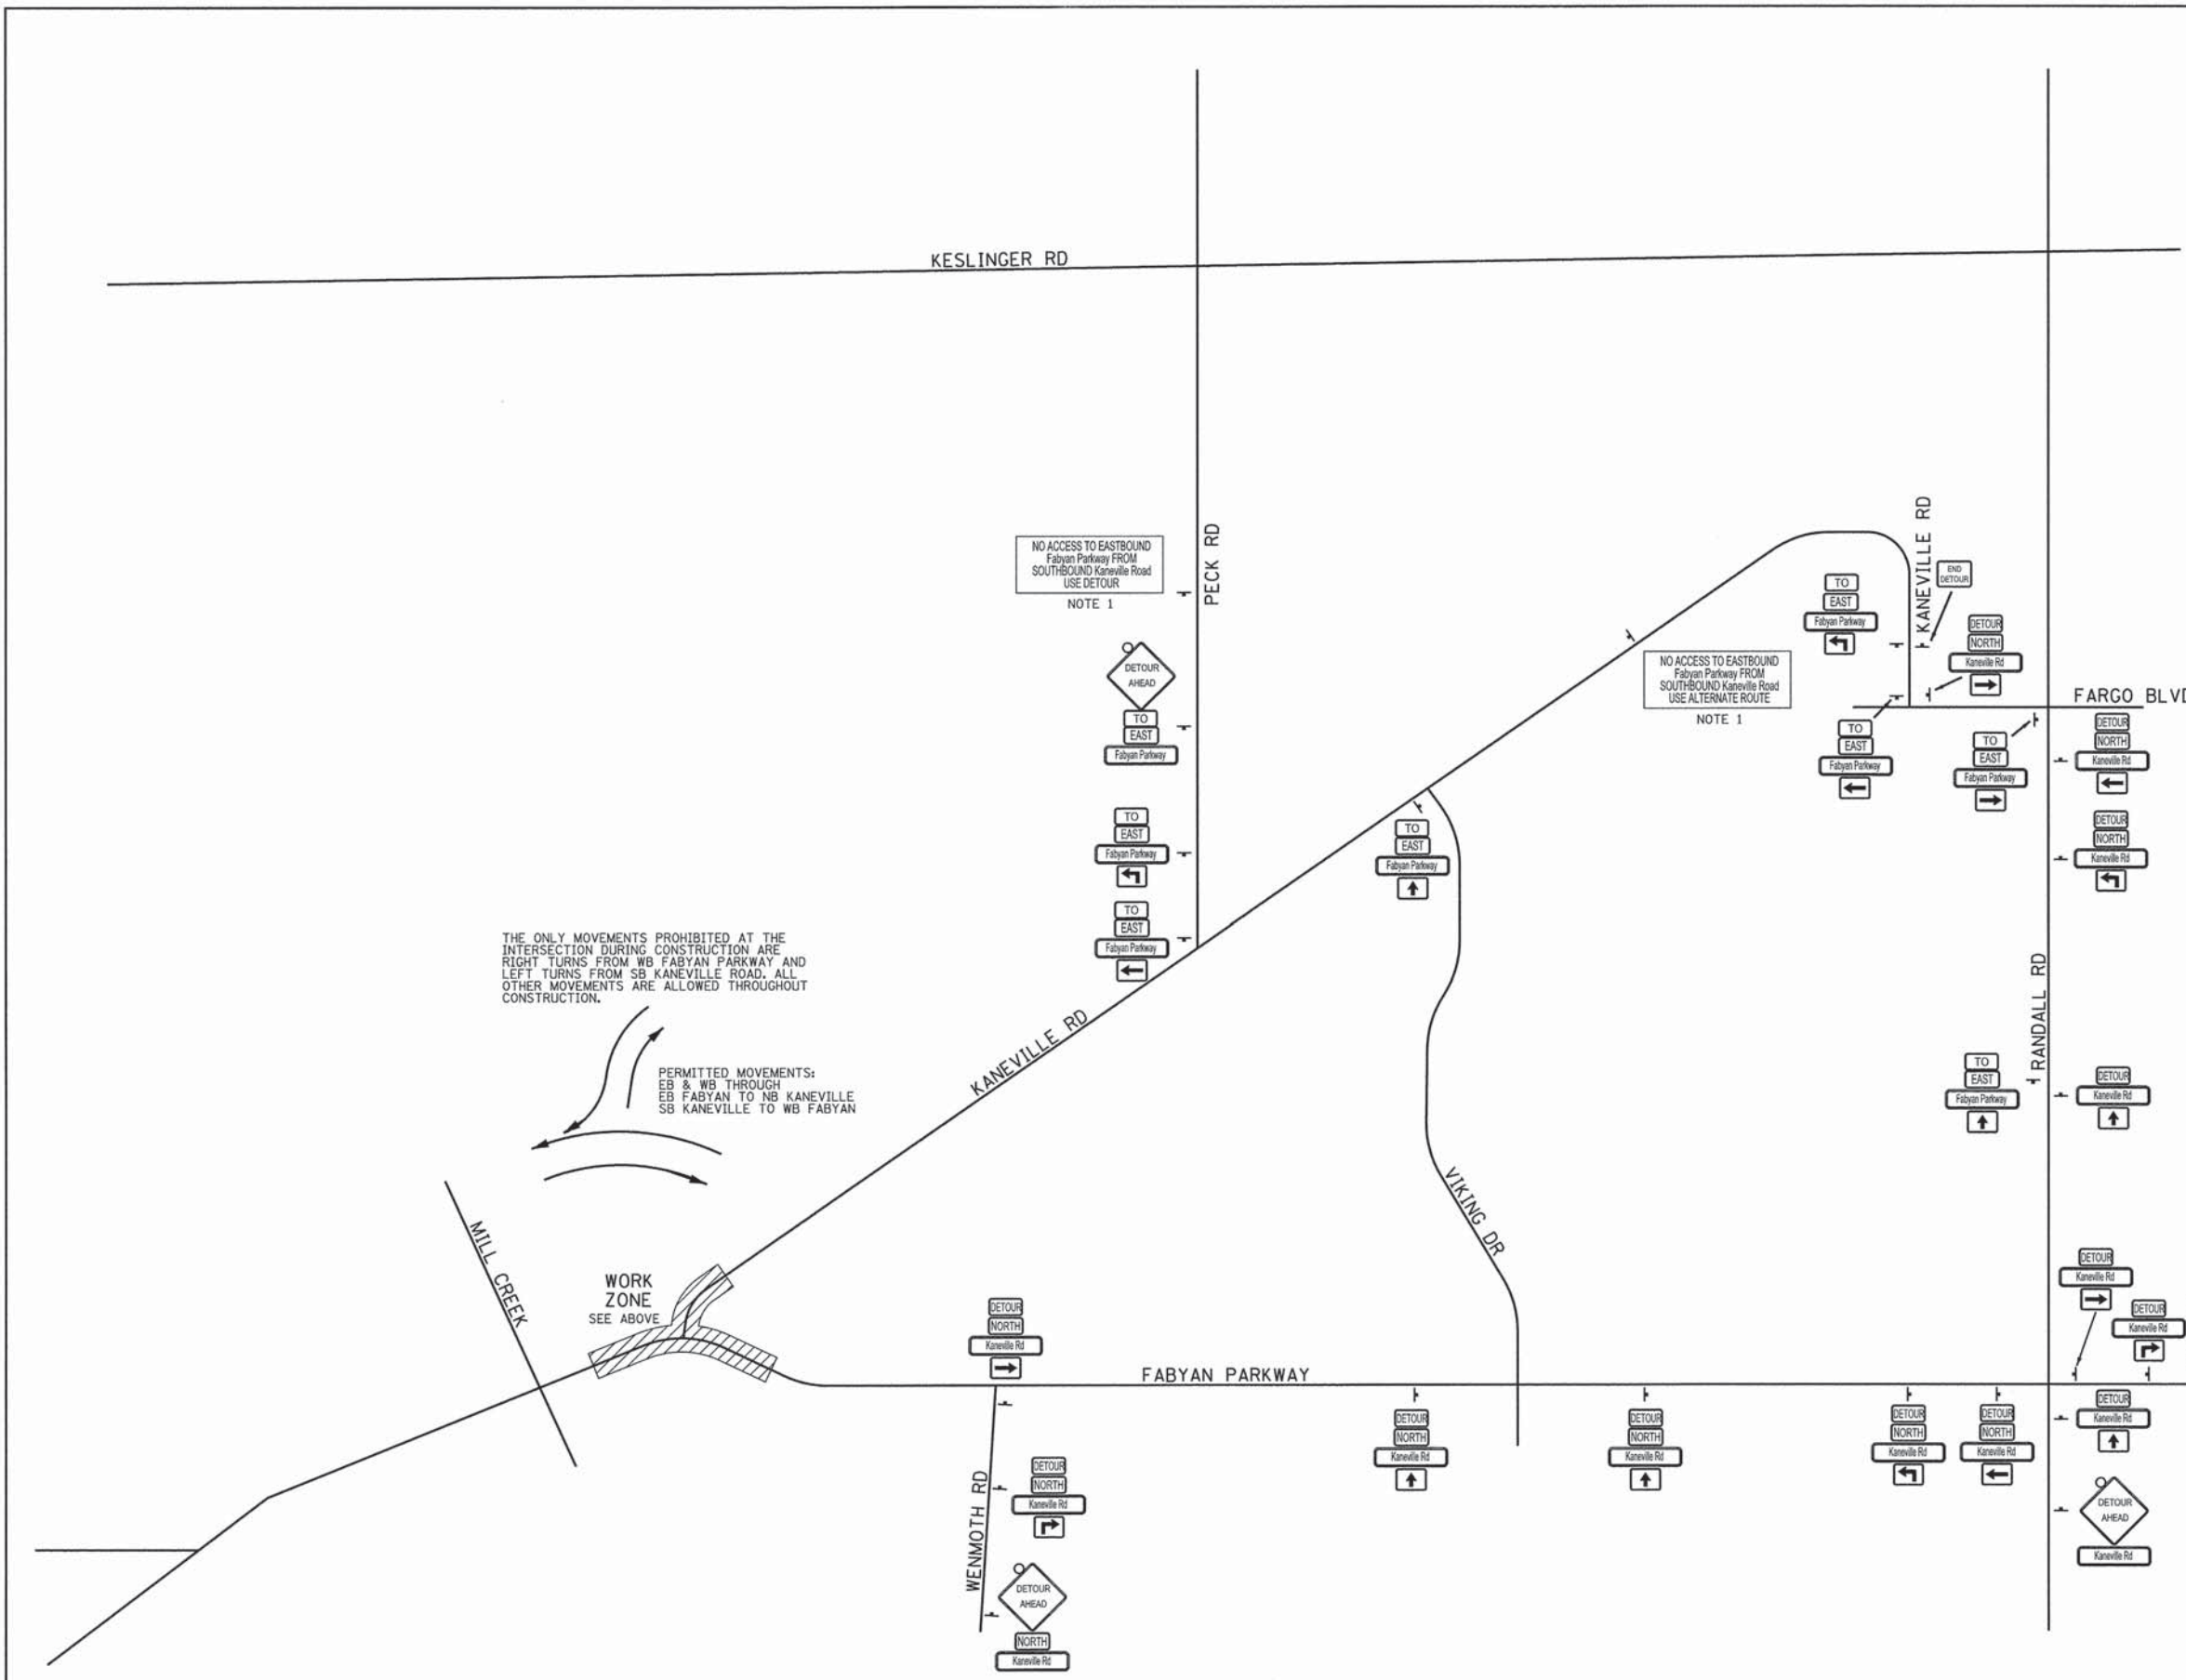 KESLINGER RD
NO ACCESS TO EASTBOUND
Fabyan Parkway FROM
SOUTHBOUND Kaneville Road
USE DETOUR
NOTE 1
PECK RD
DETOUR
AHEAD
TO
EAST
Fabyan Parkway
TO
EAST
Fabyan Parkway
TO
EAST
Fabyan Parkway
KANEVILLE RD
END
DETOUR
TO
EAST
Fabyan Parkway
DETOUR
NORTH
Kaneville Rd
NO ACCESS TO EASTBOUND
Fabyan Parkway FROM
SOUTHBOUND Kaneville Road
USE ALTERNATE ROUTE
NOTE 1
FARGO BLVD
TO
EAST
Fabyan Parkway
TO
EAST
Fabyan Parkway
DETOUR
NORTH
Kaneville Rd
DETOUR
NORTH
Kaneville Rd
TO
EAST
Fabyan Parkway
THE ONLY MOVEMENTS PROHIBITED AT THE
INTERSECTION DURING CONSTRUCTION ARE
RIGHT TURNS FROM WB FABYAN PARKWAY AND
LEFT TURNS FROM SB KANEVILLE ROAD. ALL
OTHER MOVEMENTS ARE ALLOWED THROUGHOUT
CONSTRUCTION.
PERMITTED MOVEMENTS:
EB & WB THROUGH
EB FABYAN TO NB KANEVILLE
SB KANEVILLE TO WB FABYAN
KANEVILLE RD
RANDALL RD
TO
EAST
Fabyan Parkway
DETOUR
Kaneville Rd
MILL CREEK
WORK
ZONE
SEE ABOVE
VIKING DR
DETOUR
NORTH
Kaneville Rd
FABYAN PARKWAY
DETOUR
Kaneville Rd
DETOUR
Kaneville Rd
DETOUR
NORTH
Kaneville Rd
DETOUR
NORTH
Kaneville Rd
DETOUR
NORTH
Kaneville Rd
DETOUR
NORTH
Kaneville Rd
DETOUR
Kaneville Rd
WENMOTH RD
DETOUR
NORTH
Kaneville Rd
DETOUR
AHEAD
Kaneville Rd
DETOUR
AHEAD
NORTH
Kaneville Rd